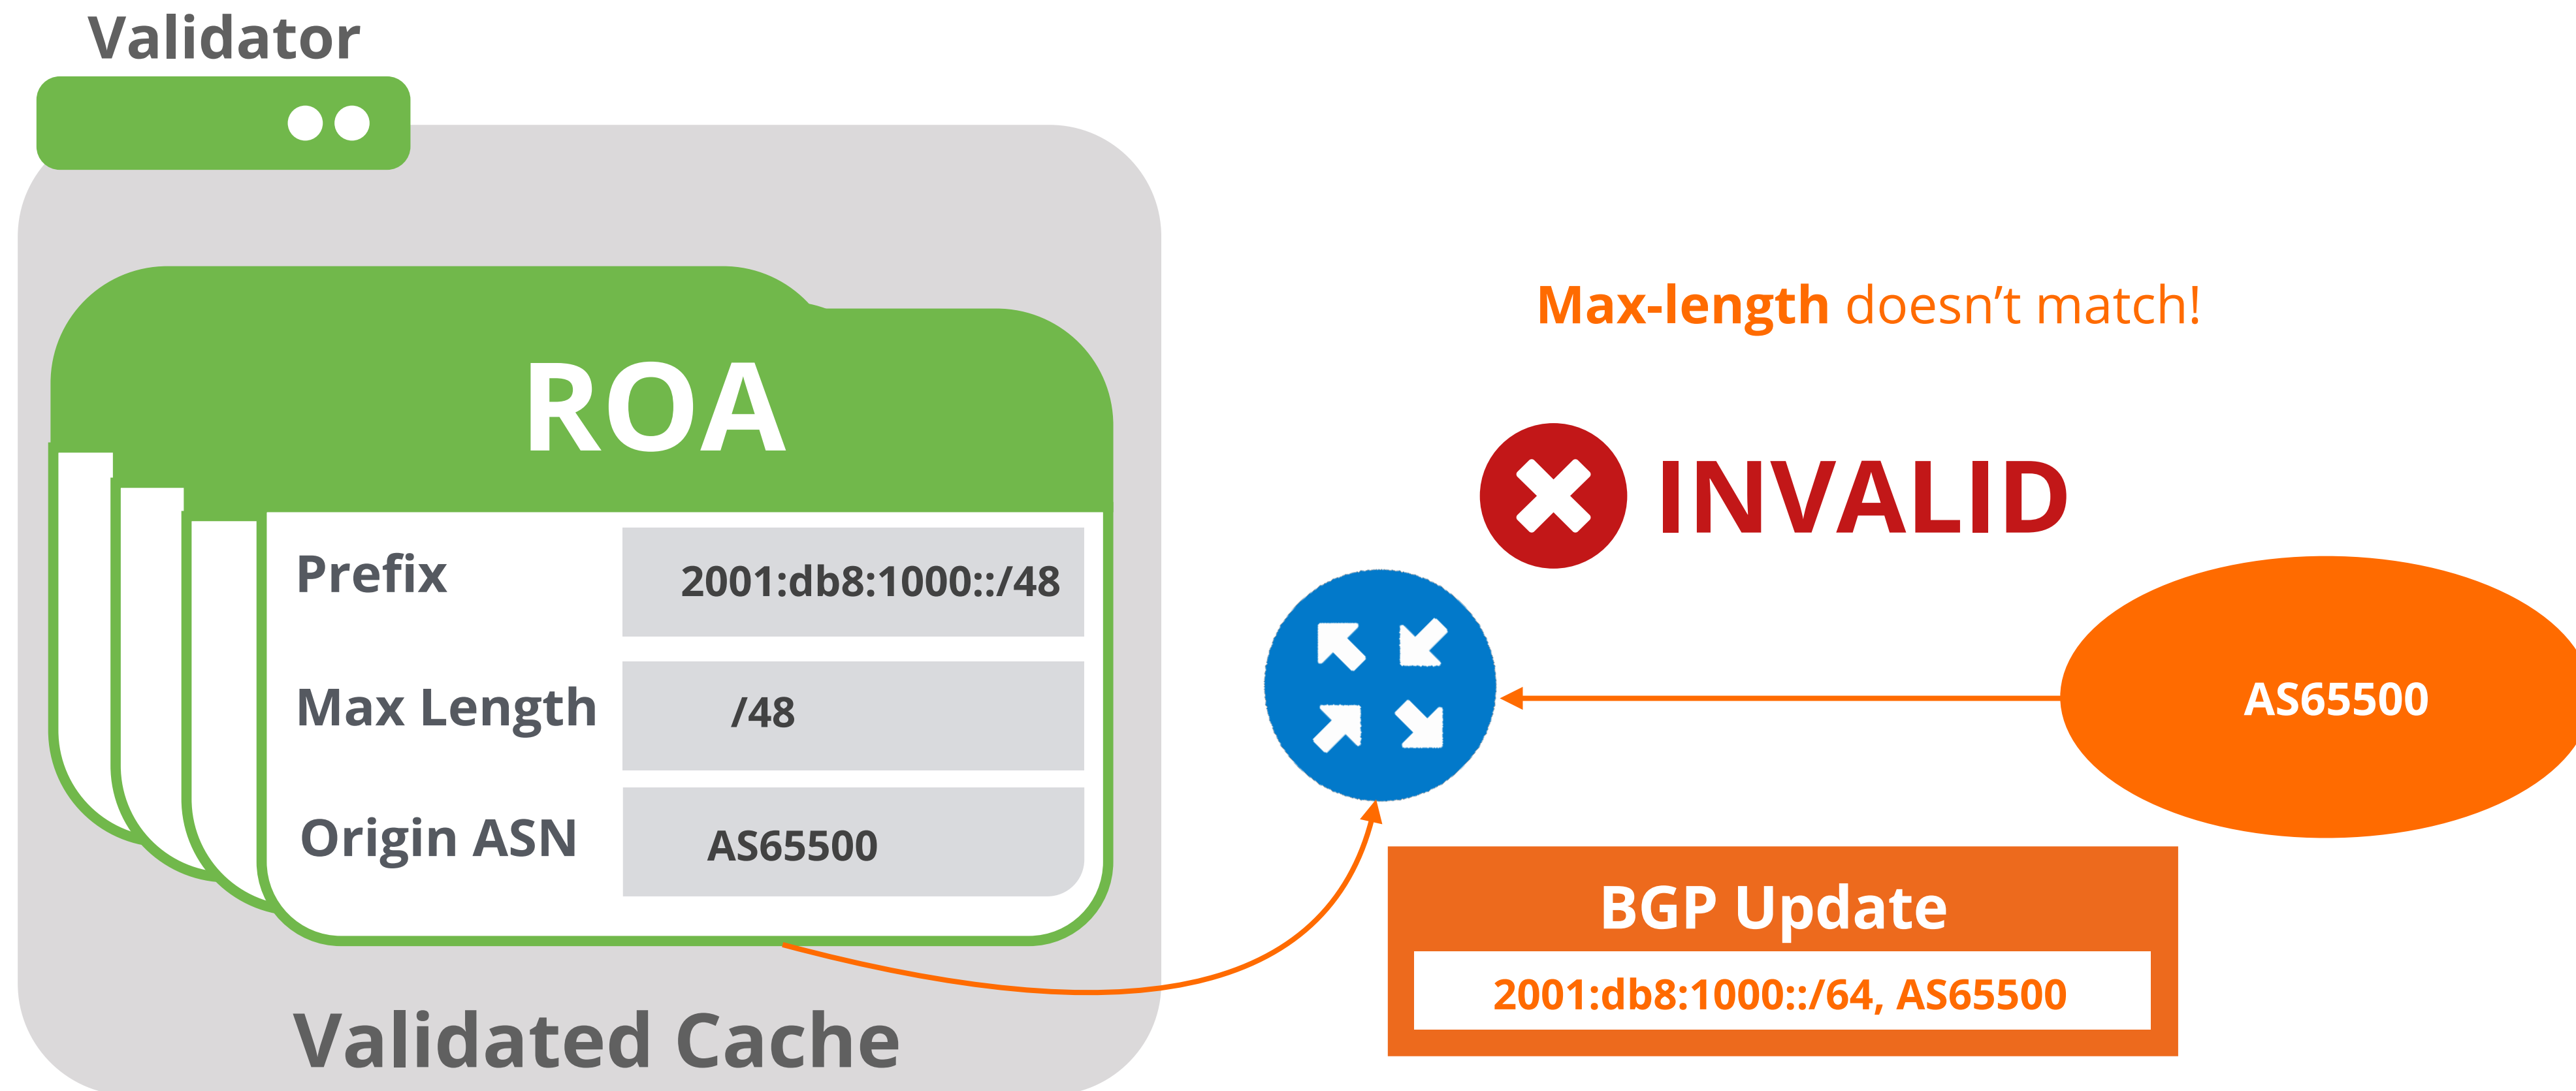 Validator
ROA
Prefix 2001:db8:1000::/48
Max Length /48
Origin ASN AS65500
Validated Cache
Max-length doesn’t match!
INVALID
AS65500
BGP Update
2001:db8:1000::/64, AS65500